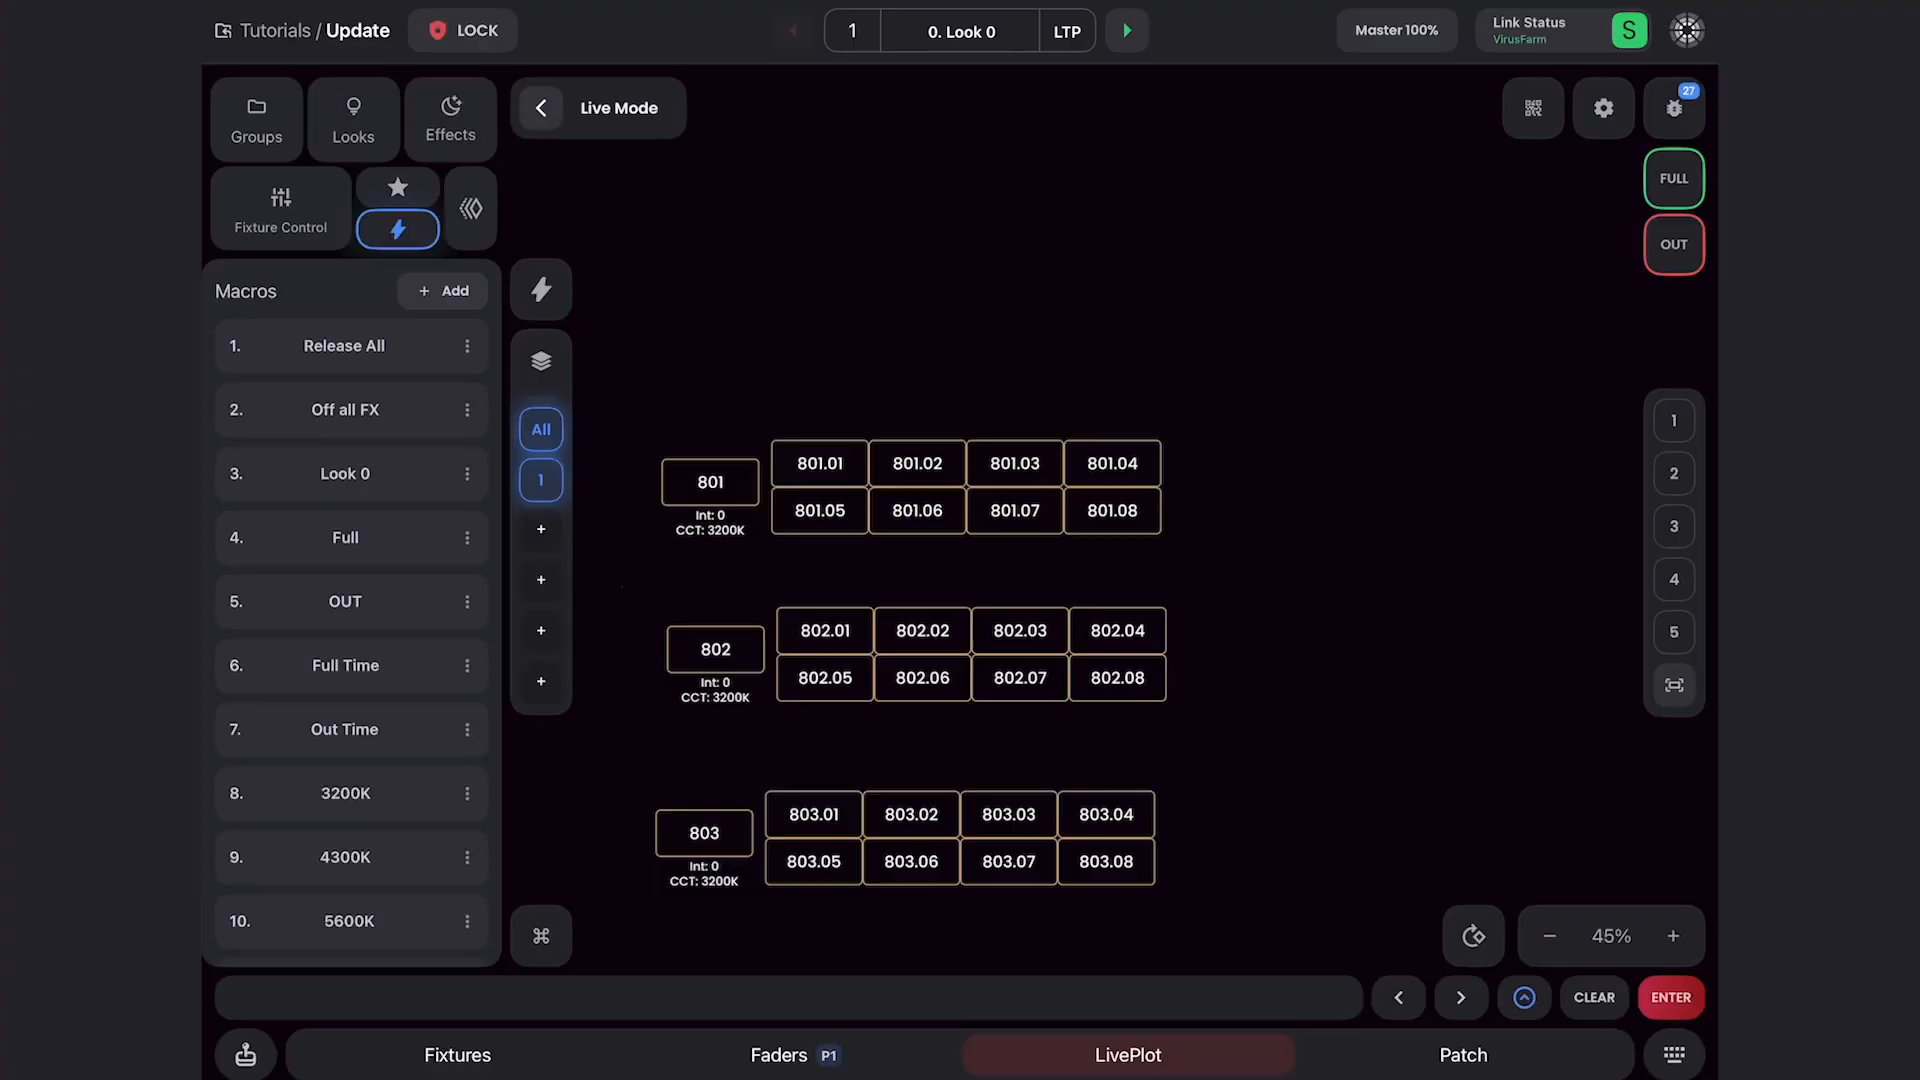 Tutorials / Update
LOCK
1
0. Look 0
LTP
Master 100%
Link Status
VirusFarm
S
Groups
Looks
Effects
Live Mode
27
Fixture Control
FULL
OUT
Macros
+ Add
1. Release All
2. Off all FX
3. Look 0
4. Full
5. OUT
6. Full Time
7. Out Time
8. 3200K
9. 4300K
10. 5600K
All
1
+
+
+
+
801
Int: 0
CCT: 3200K
801.01 801.02 801.03 801.04
801.05 801.06 801.07 801.08
802
Int: 0
CCT: 3200K
802.01 802.02 802.03 802.04
802.05 802.06 802.07 802.08
803
Int: 0
CCT: 3200K
803.01 803.02 803.03 803.04
803.05 803.06 803.07 803.08
1
2
3
4
5
⌘
− 45% +
CLEAR
ENTER
Fixtures
Faders P1
LivePlot
Patch